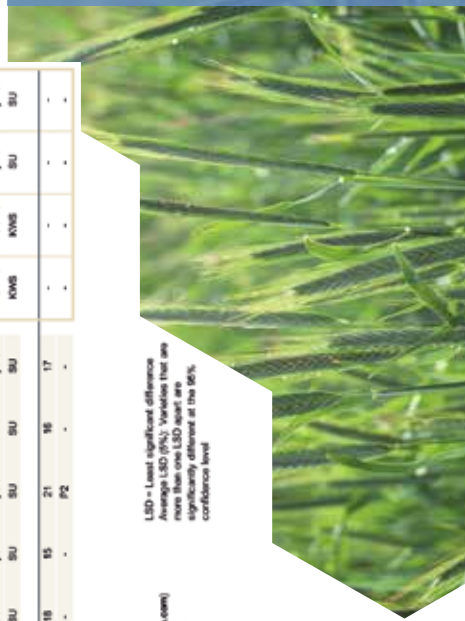 SU SU SU SU SU KWS KWS SU SU
18 15 21 16 17 - - - -
- - P2 - - - - - -
LSD = Least significant difference
Average LSD (5%): Varieties that are
more than one LSD apart are
significantly different at the 95%
confidence level
.com)